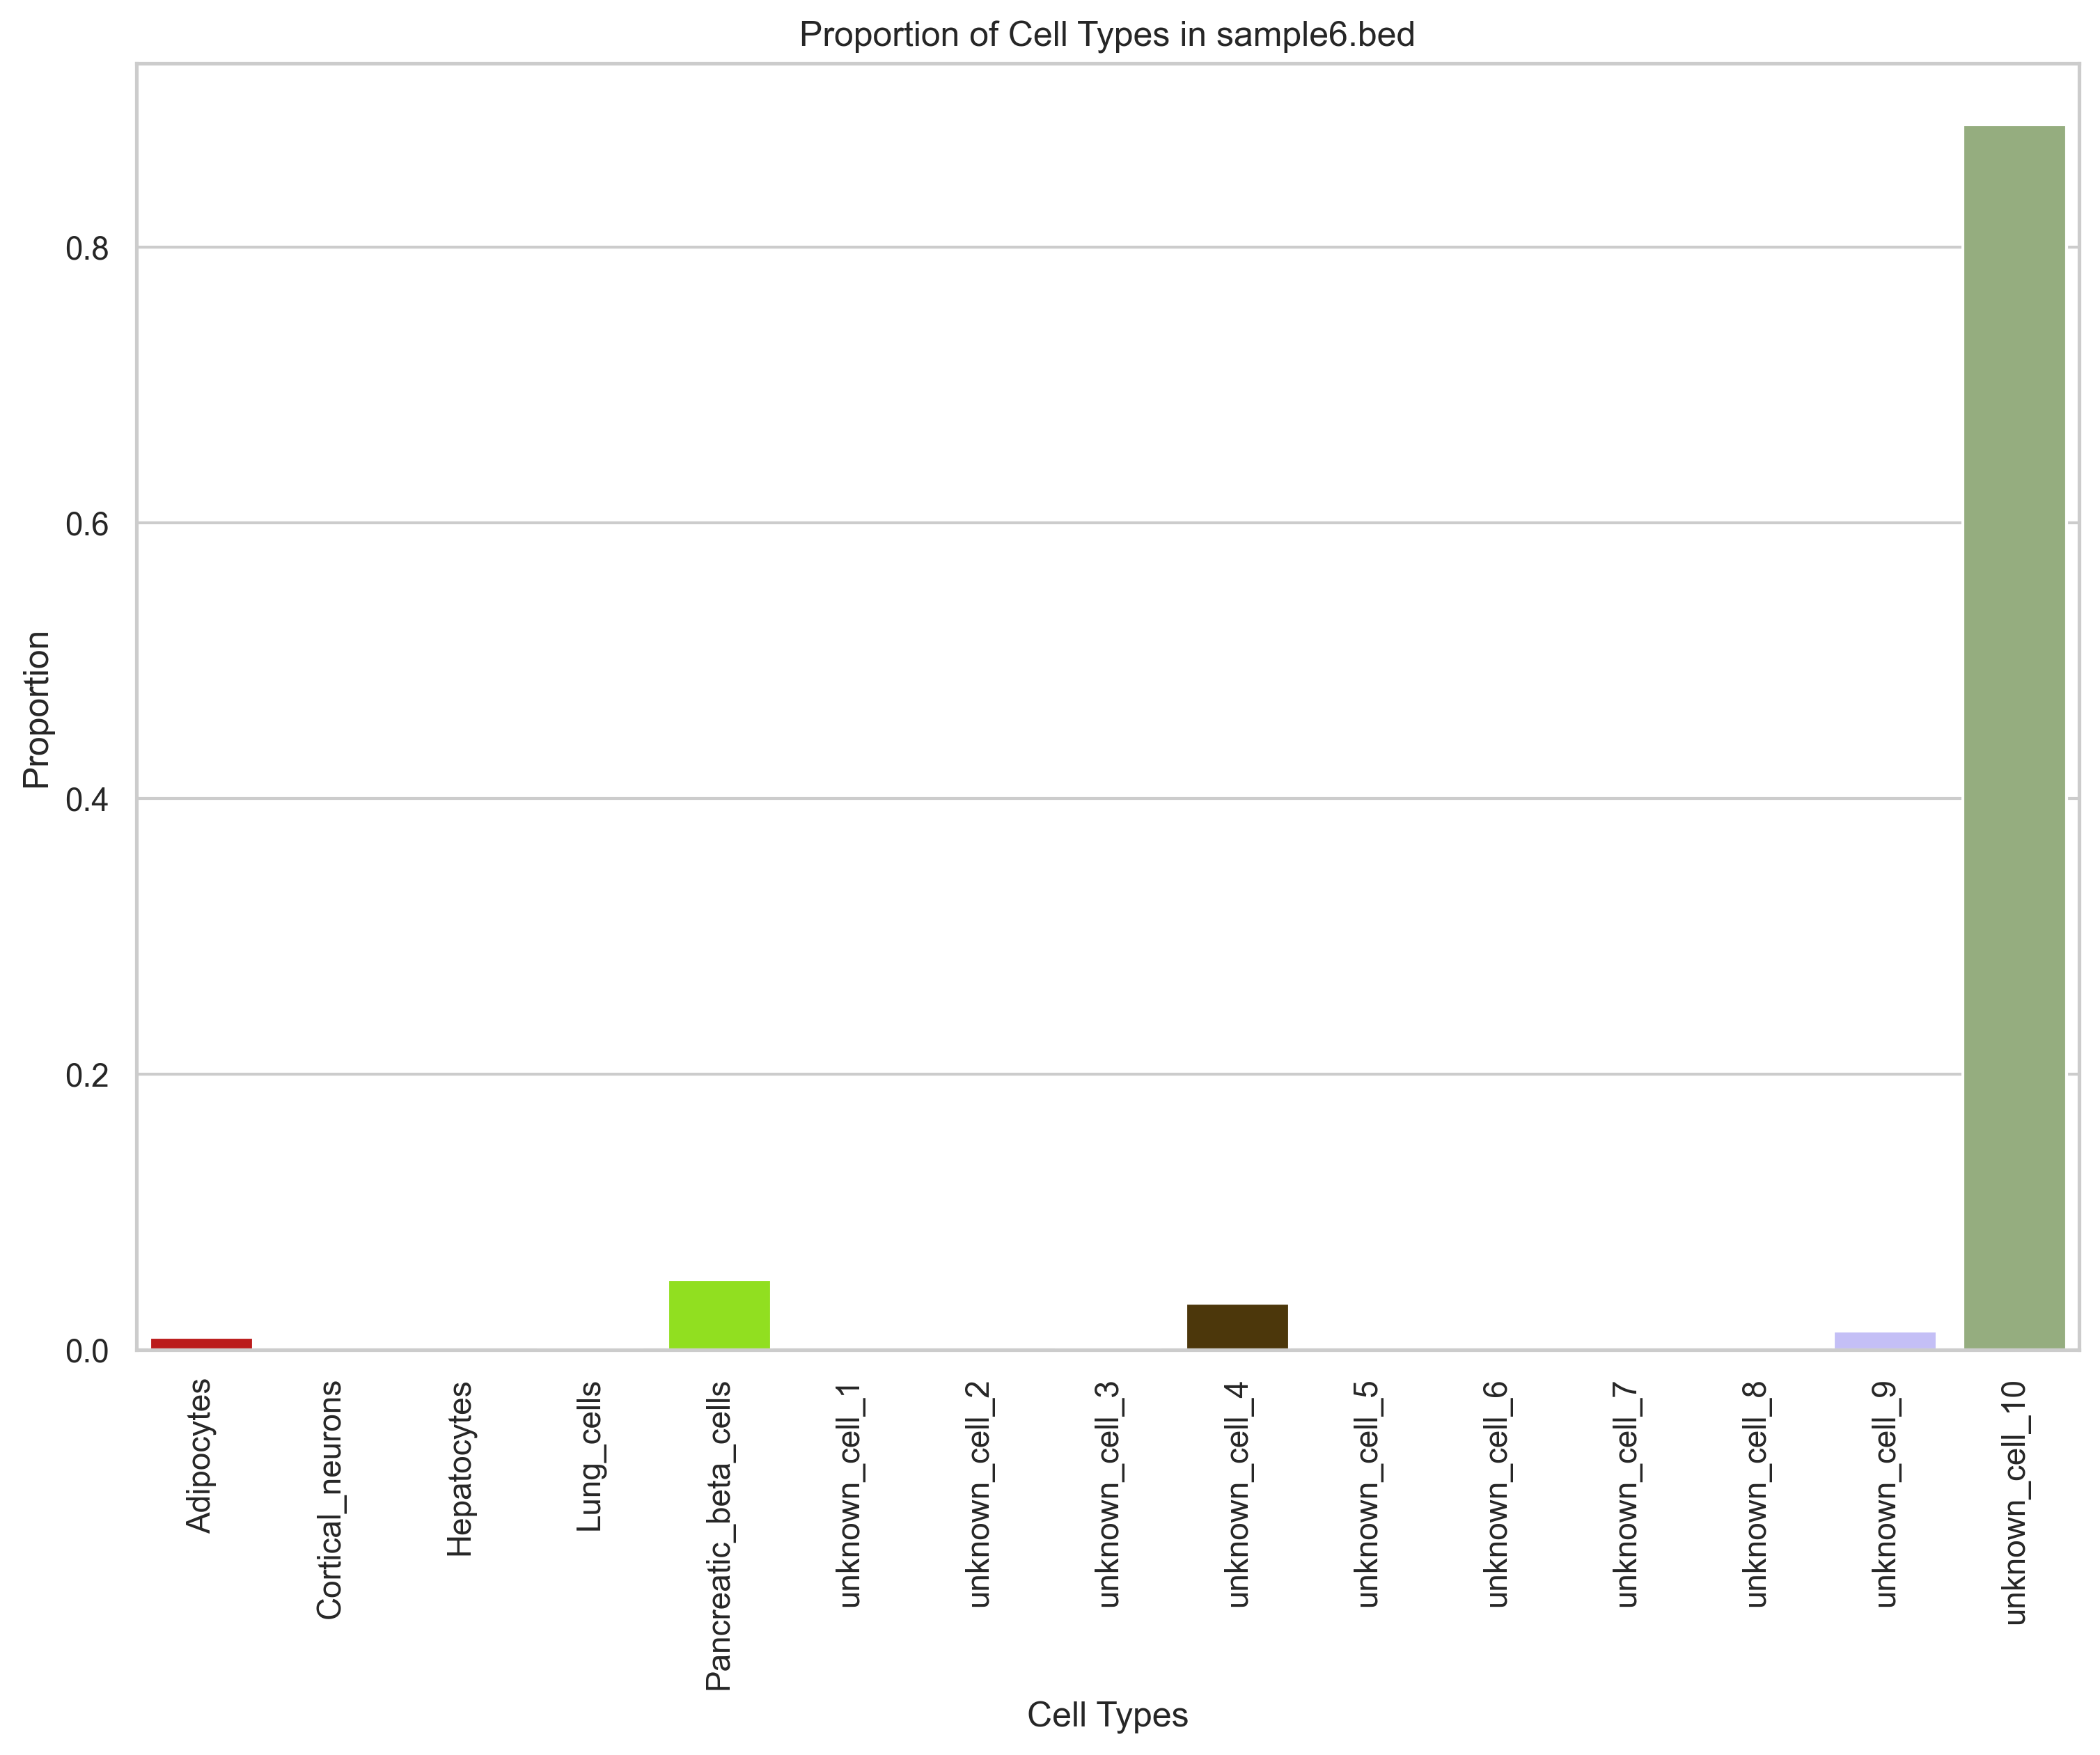 Proportion of Cell Types in sample6.bed
Proportion
0.8
0.6
0.4
0.2
0.0
Adipocytes
Cortical_neurons
Hepatocytes
Lung_cells
Pancreatic_beta_cells
unknown_cell_1
unknown_cell_2
unknown_cell_3
unknown_cell_4
unknown_cell_5
unknown_cell_6
unknown_cell_7
unknown_cell_8
unknown_cell_9
unknown_cell_10
Cell Types